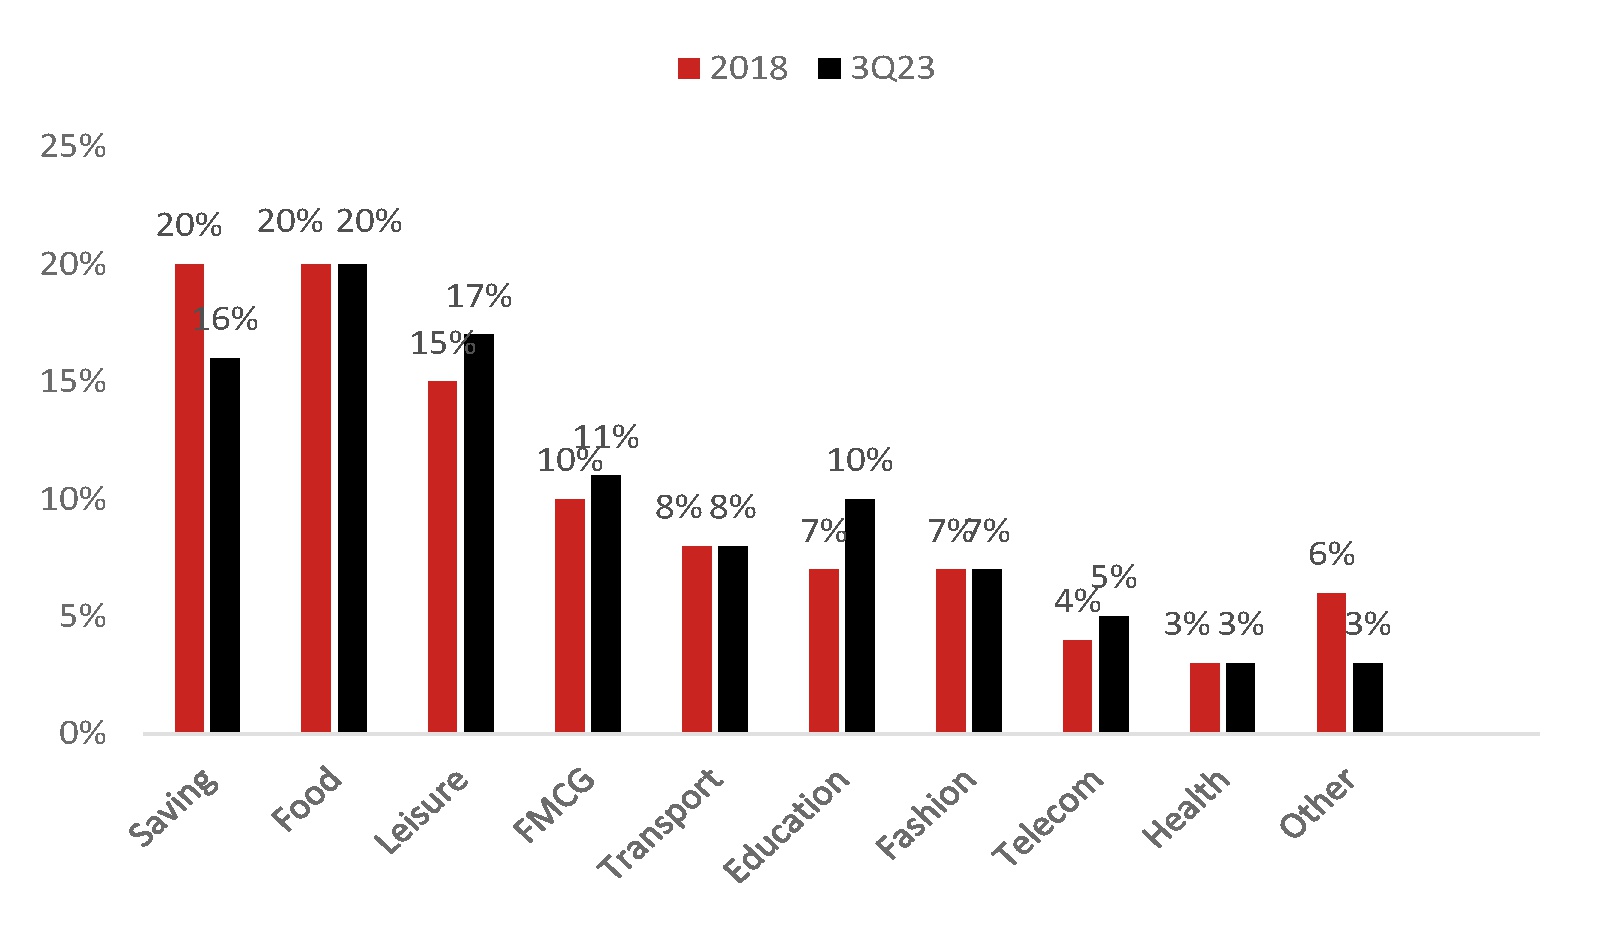 2018 3Q23
25%
20%
15%
10%
5%
0%
20% 16%
20% 20%
15% 17%
10% 11%
8% 8%
7% 10%
7% 7%
4% 5%
3% 3%
6% 3%
Saving
Food
Leisure
FMCG
Transport
Education
Fashion
Telecom
Health
Other